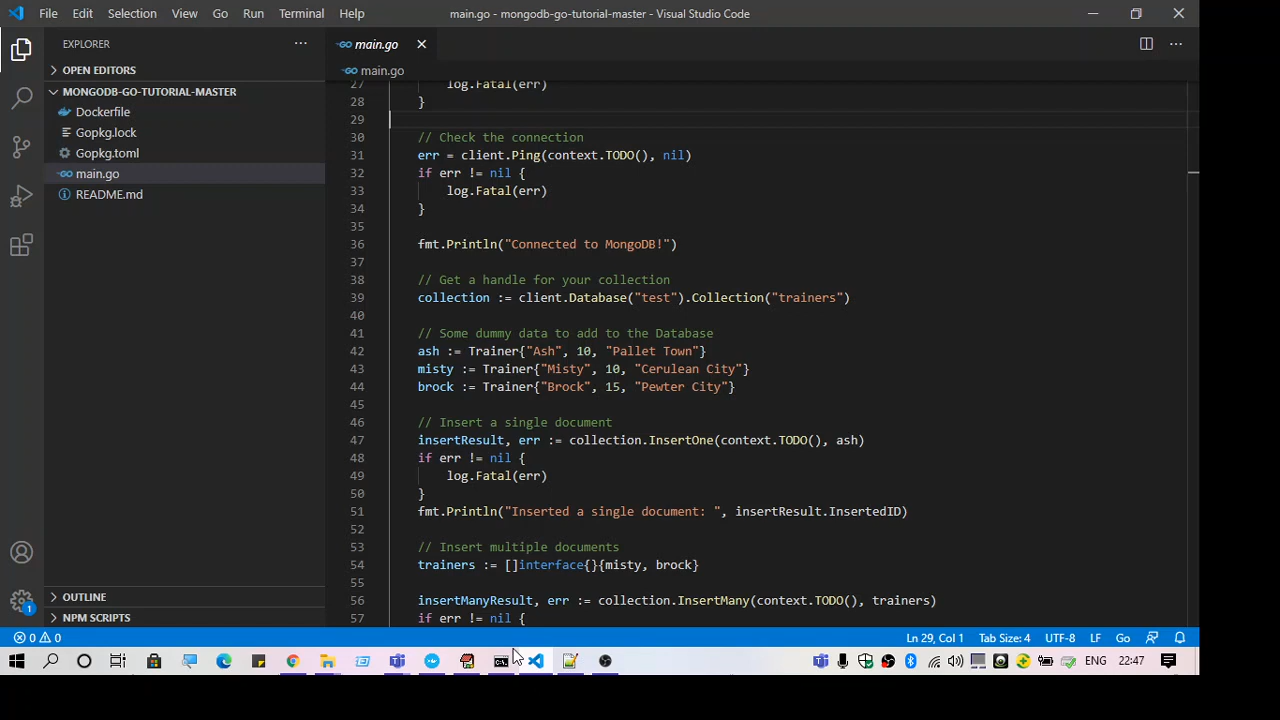 File Edit Selection View Go Run Terminal Help
main.go - mongodb-go-tutorial-master - Visual Studio Code
EXPLORER
OPEN EDITORS
MONGODB-GO-TUTORIAL-MASTER
Dockerfile
Gopkg.lock
Gopkg.toml
main.go
README.md
OUTLINE
NPM SCRIPTS
main.go
main.go
27 log.Fatal(err)
28 }
29
30 // Check the connection
31 err = client.Ping(context.TODO(), nil)
32 if err != nil {
33 log.Fatal(err)
34 }
35
36 fmt.Println("Connected to MongoDB!")
37
38 // Get a handle for your collection
39 collection := client.Database("test").Collection("trainers")
40
41 // Some dummy data to add to the Database
42 ash := Trainer{"Ash", 10, "Pallet Town"}
43 misty := Trainer{"Misty", 10, "Cerulean City"}
44 brock := Trainer{"Brock", 15, "Pewter City"}
45
46 // Insert a single document
47 insertResult, err := collection.InsertOne(context.TODO(), ash)
48 if err != nil {
49 log.Fatal(err)
50 }
51 fmt.Println("Inserted a single document: ", insertResult.InsertedID)
52
53 // Insert multiple documents
54 trainers := []interface{}{misty, brock}
55
56 insertManyResult, err := collection.InsertMany(context.TODO(), trainers)
57 if err != nil {
1
0 0
Ln 29, Col 1 Tab Size: 4 UTF-8 LF Go
ENG 22:47